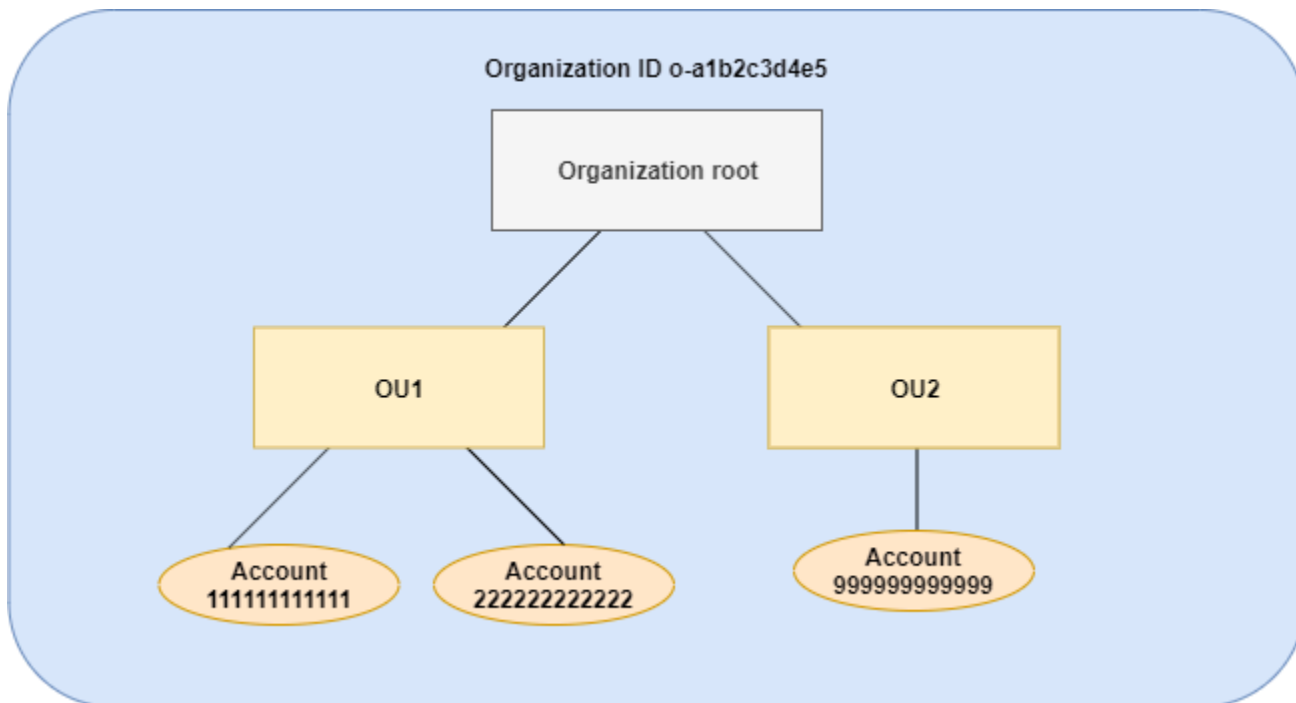 Organization ID o-a1b2c3d4e5
Organization root
OU1
OU2
Account
111111111111
Account
222222222222
Account
999999999999